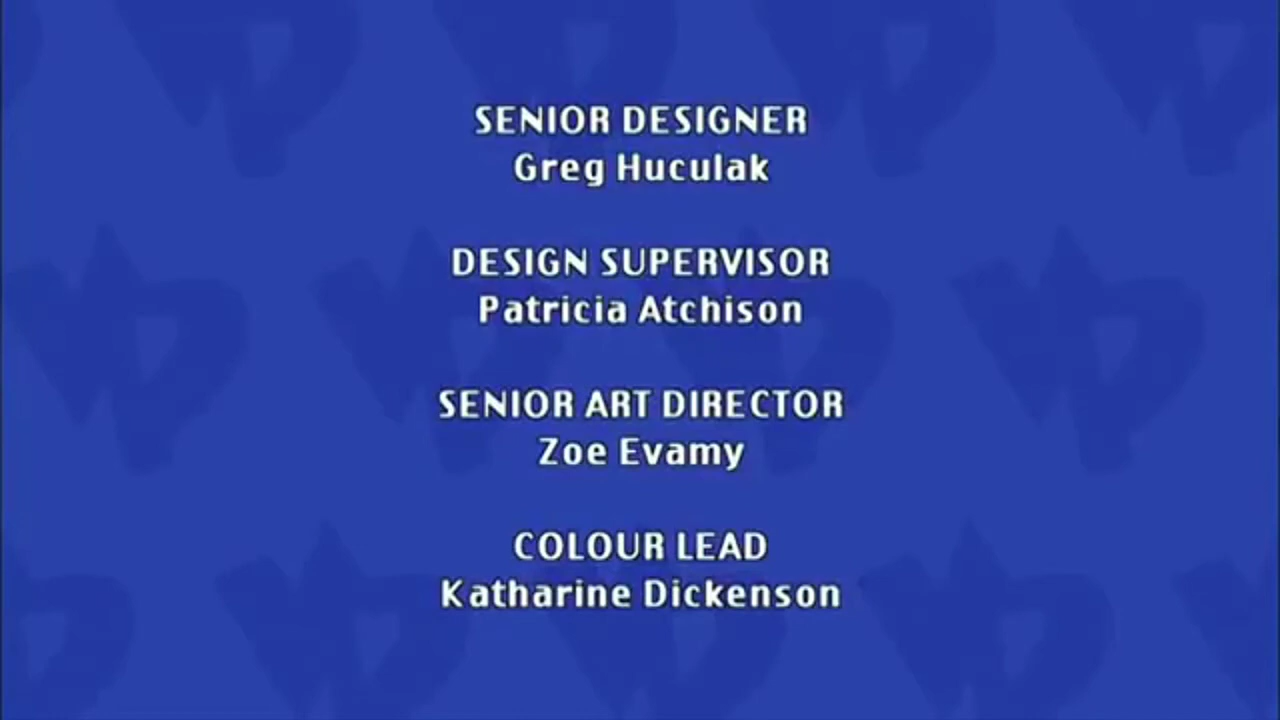 SENIOR DESIGNER
Greg Huculak
DESIGN SUPERVISOR
Patricia Atchison
SENIOR ART DIRECTOR
Zoe Evamy
COLOUR LEAD
Katharine Dickenson